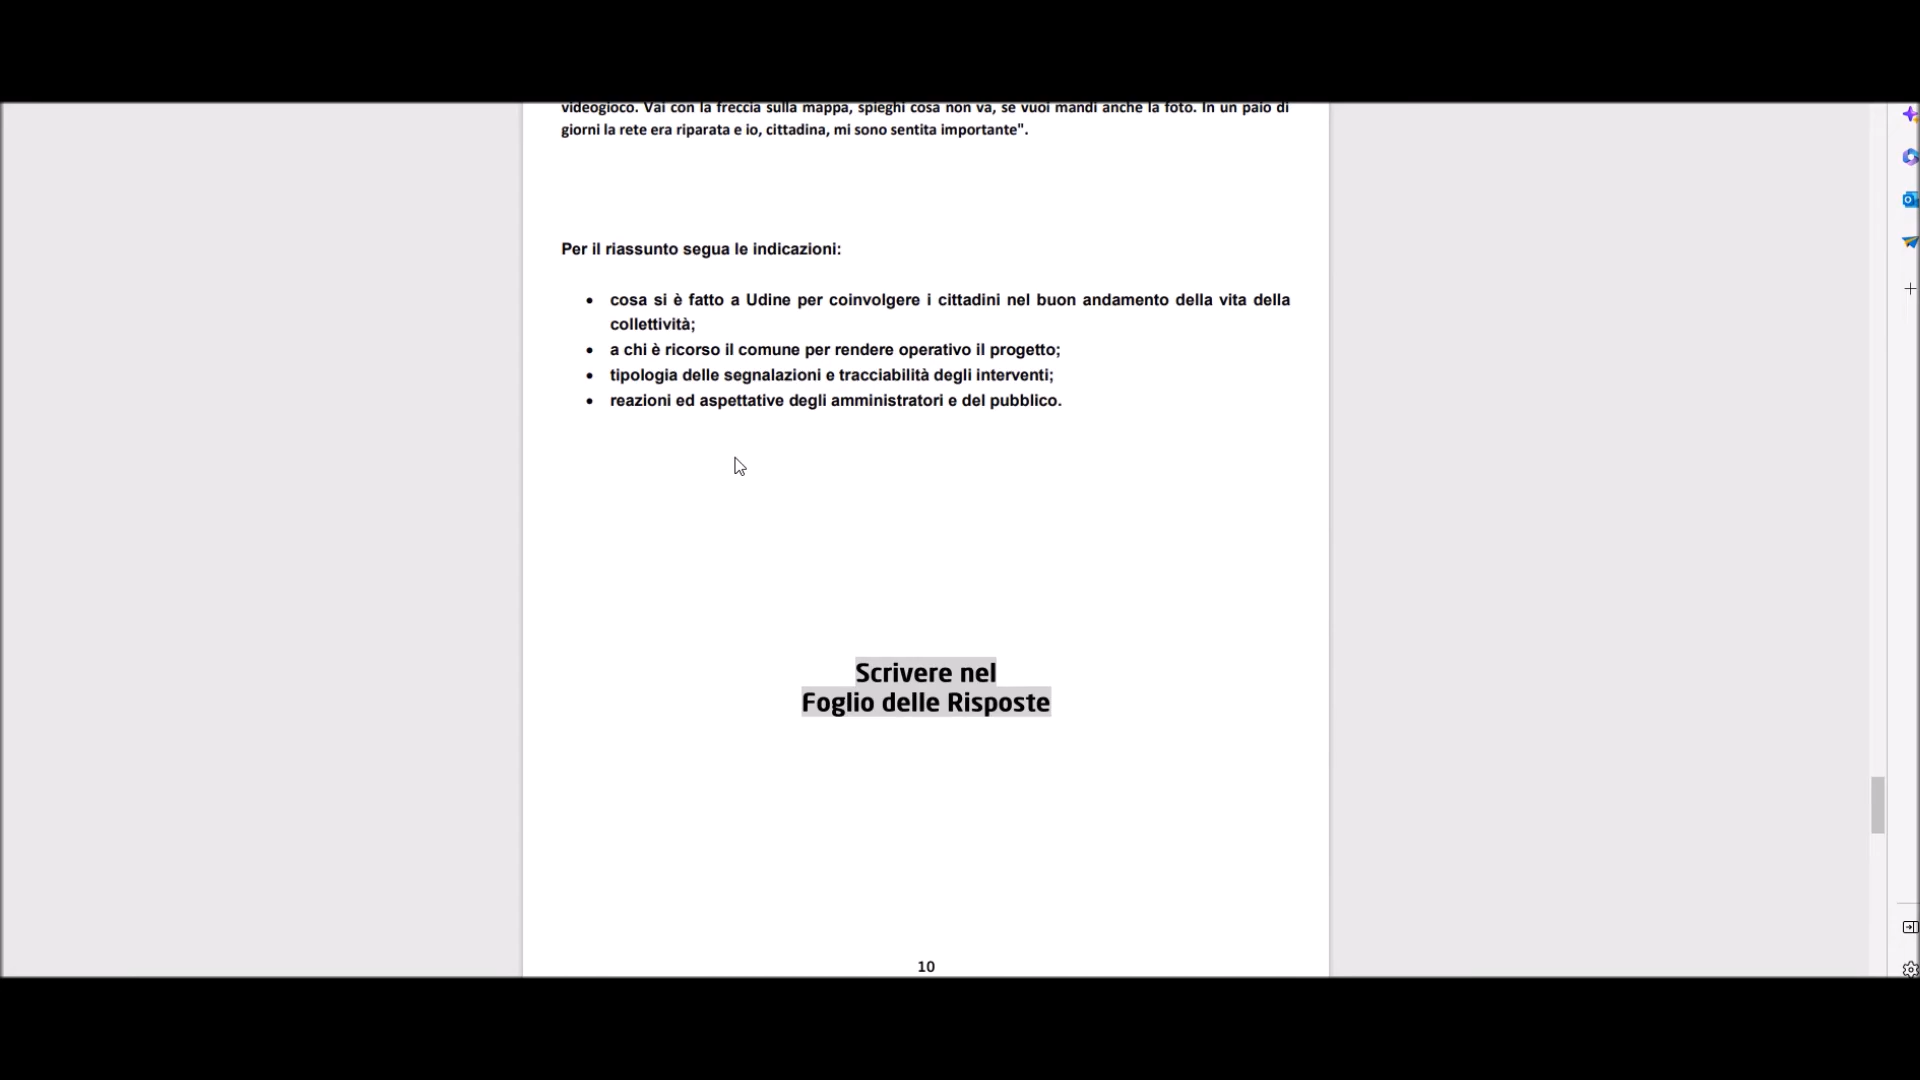 videogioco. Vai con la freccia sulla mappa, spieghi cosa non va, se vuoi mandi anche la foto. In un paio di
giorni la rete era riparata e io, cittadina, mi sono sentita importante".
Per il riassunto segua le indicazioni:
• cosa si è fatto a Udine per coinvolgere i cittadini nel buon andamento della vita della
collettività;
• a chi è ricorso il comune per rendere operativo il progetto;
• tipologia delle segnalazioni e tracciabilità degli interventi;
• reazioni ed aspettative degli amministratori e del pubblico.
Scrivere nel
Foglio delle Risposte
10